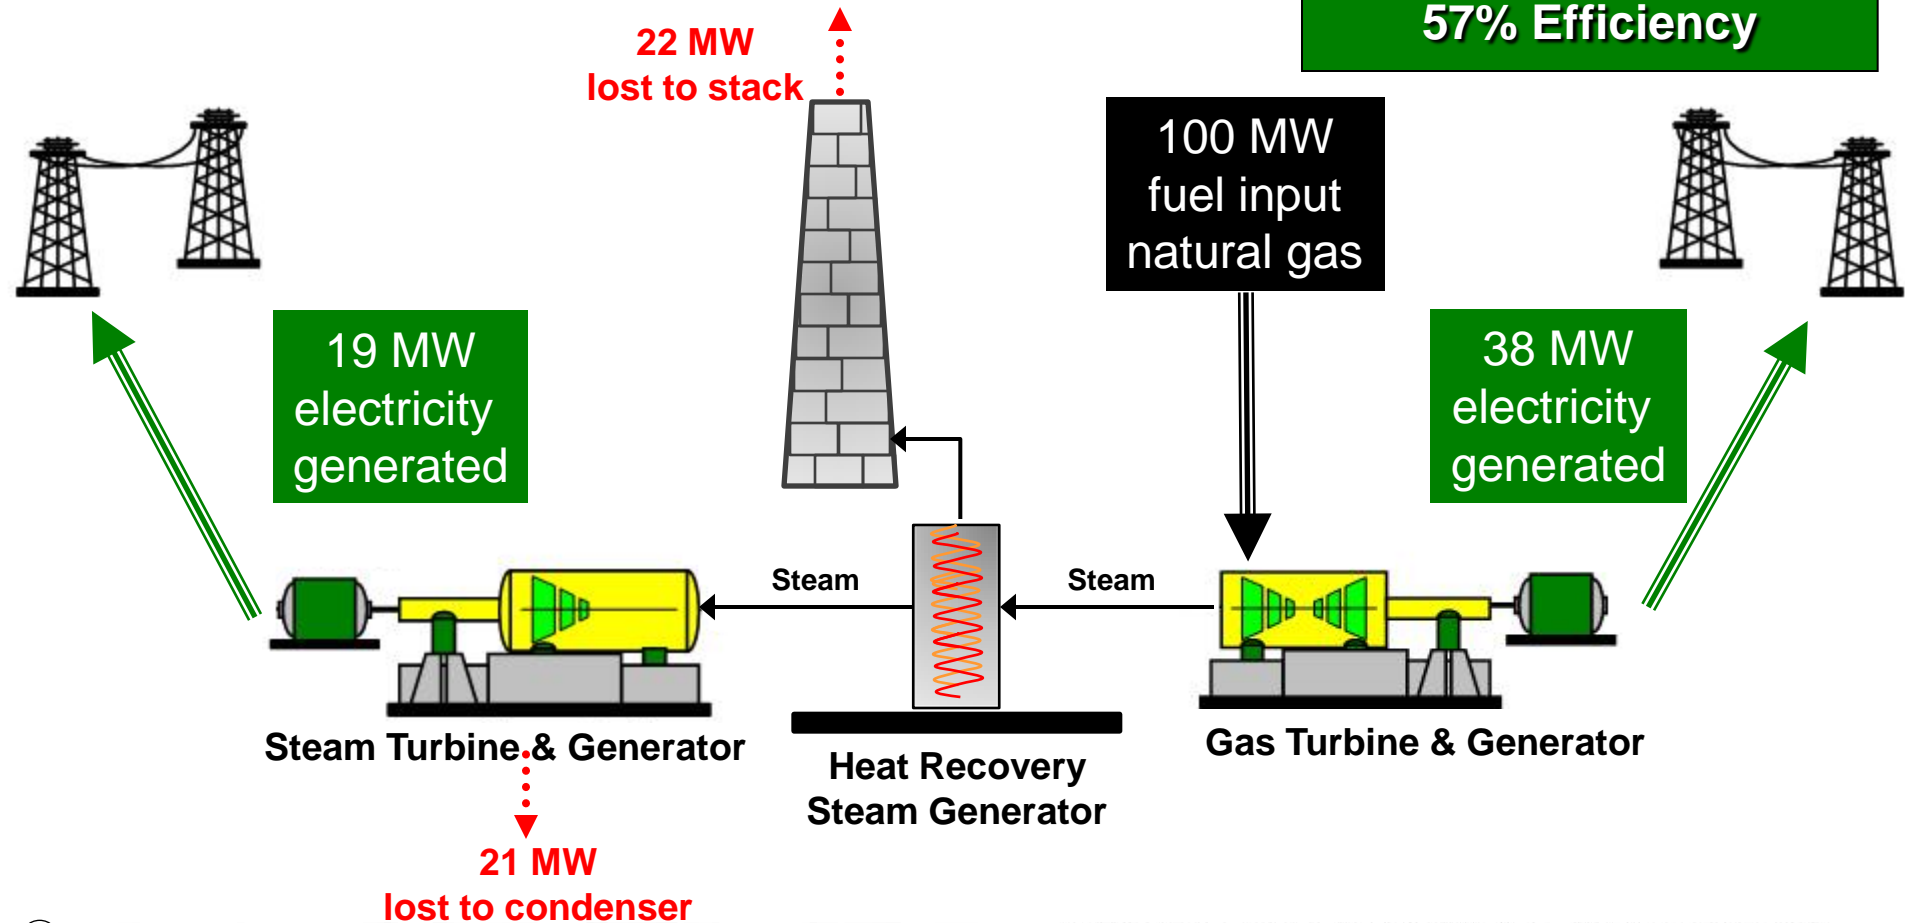 57% Efficiency
22 MW
lost to stack
100 MW
fuel input
natural gas
19 MW
electricity
generated
38 MW
electricity
generated
Steam
Steam
Steam Turbine & Generator
Heat Recovery
Steam Generator
Gas Turbine & Generator
21 MW
lost to condenser